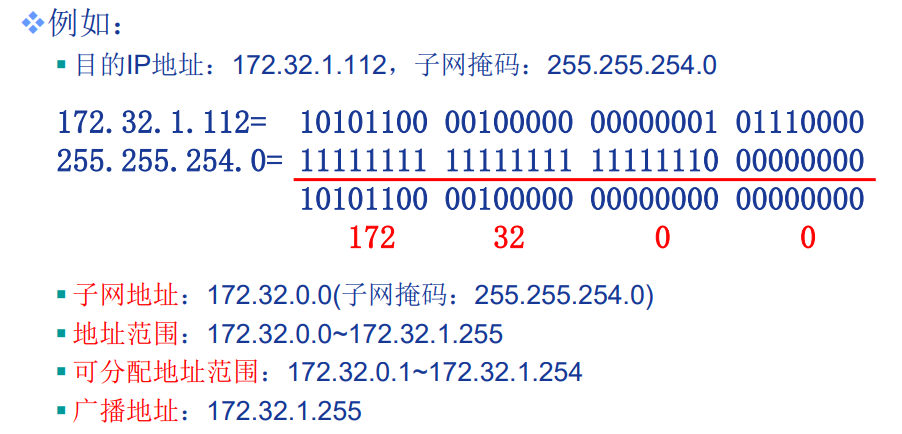 ❖例如：
▪ 目的IP地址：172.32.1.112，子网掩码：255.255.254.0
172.32.1.112= 10101100 00100000 00000001 01110000
255.255.254.0= 11111111 11111111 11111110 00000000
10101100 00100000 00000000 00000000
172 32 0 0
▪ 子网地址：172.32.0.0(子网掩码：255.255.254.0)
▪ 地址范围：172.32.0.0~172.32.1.255
▪ 可分配地址范围：172.32.0.1~172.32.1.254
▪ 广播地址：172.32.1.255